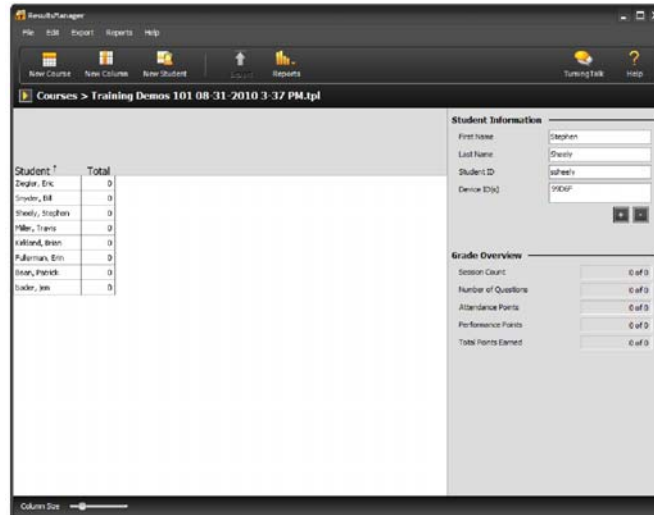 ResultsManager
File Edit Export Reports Help
New Course New Column New Student Export Reports TurningTalk Help
Courses > Training Demos 101 08-31-2010 3-37 PM.tpl
Student Information
First Name Stephen
Last Name Sheely
Student ID ssheely
Device ID(s) 99D6F
+ -
Student ↑ Total
Ziegler, Eric 0
Snyder, Bill 0
Sheely, Stephen 0
Miller, Travis 0
Kirkland, Brian 0
Fullerman, Erin 0
Bean, Patrick 0
bader, jen 0
Grade Overview
Session Count 0 of 0
Number of Questions 0 of 0
Attendance Points 0 of 0
Performance Points 0 of 0
Total Points Earned 0 of 0
Column Size